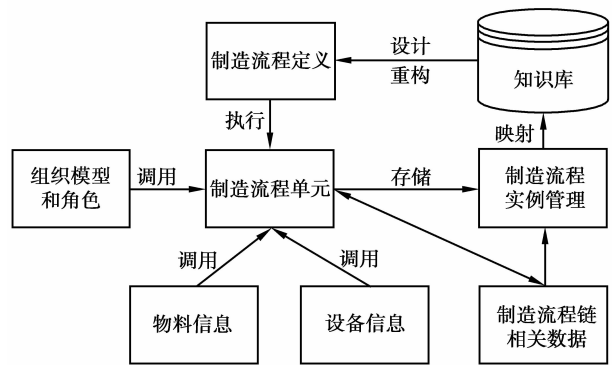 制造流程定义
设计
重构
知识库
执行
映射
组织模型
和角色
调用
制造流程单元
存储
制造流程
实例管理
调用
调用
物料信息
设备信息
制造流程链
相关数据